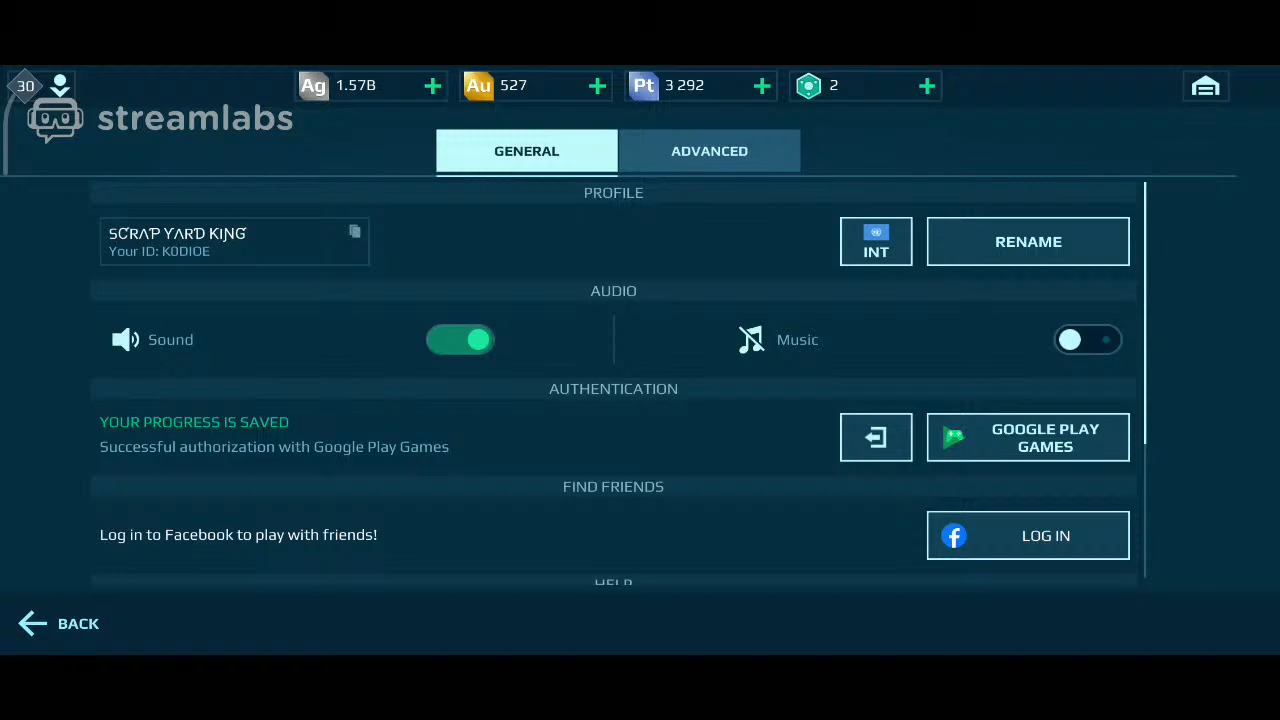 30
Ag 1.57B +
Au 527 +
Pt 3 292 +
2 +
streamlabs
GENERAL
ADVANCED
PROFILE
SCRAP YARD KING
Your ID: K0DIOE
INT
RENAME
AUDIO
Sound
Music
AUTHENTICATION
YOUR PROGRESS IS SAVED
Successful authorization with Google Play Games
GOOGLE PLAY
GAMES
FIND FRIENDS
Log in to Facebook to play with friends!
LOG IN
HELP
BACK